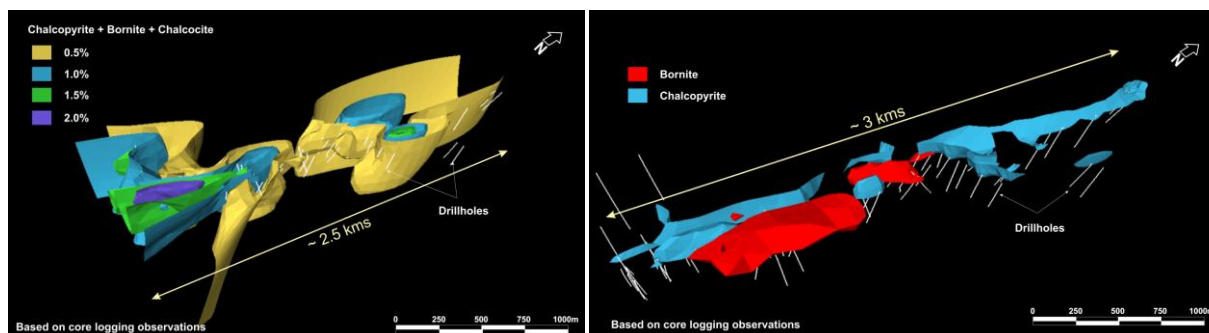 Chalcopyrite + Bornite + Chalcocite
0.5%
1.0%
1.5%
2.0%
N
Drillholes
~ 2.5 kms
Based on core logging observations
0 250 500 750 1000m
N
Bornite
Chalcopyrite
~ 3 kms
Drillholes
Based on core logging observations
0 250 500 750 1000m